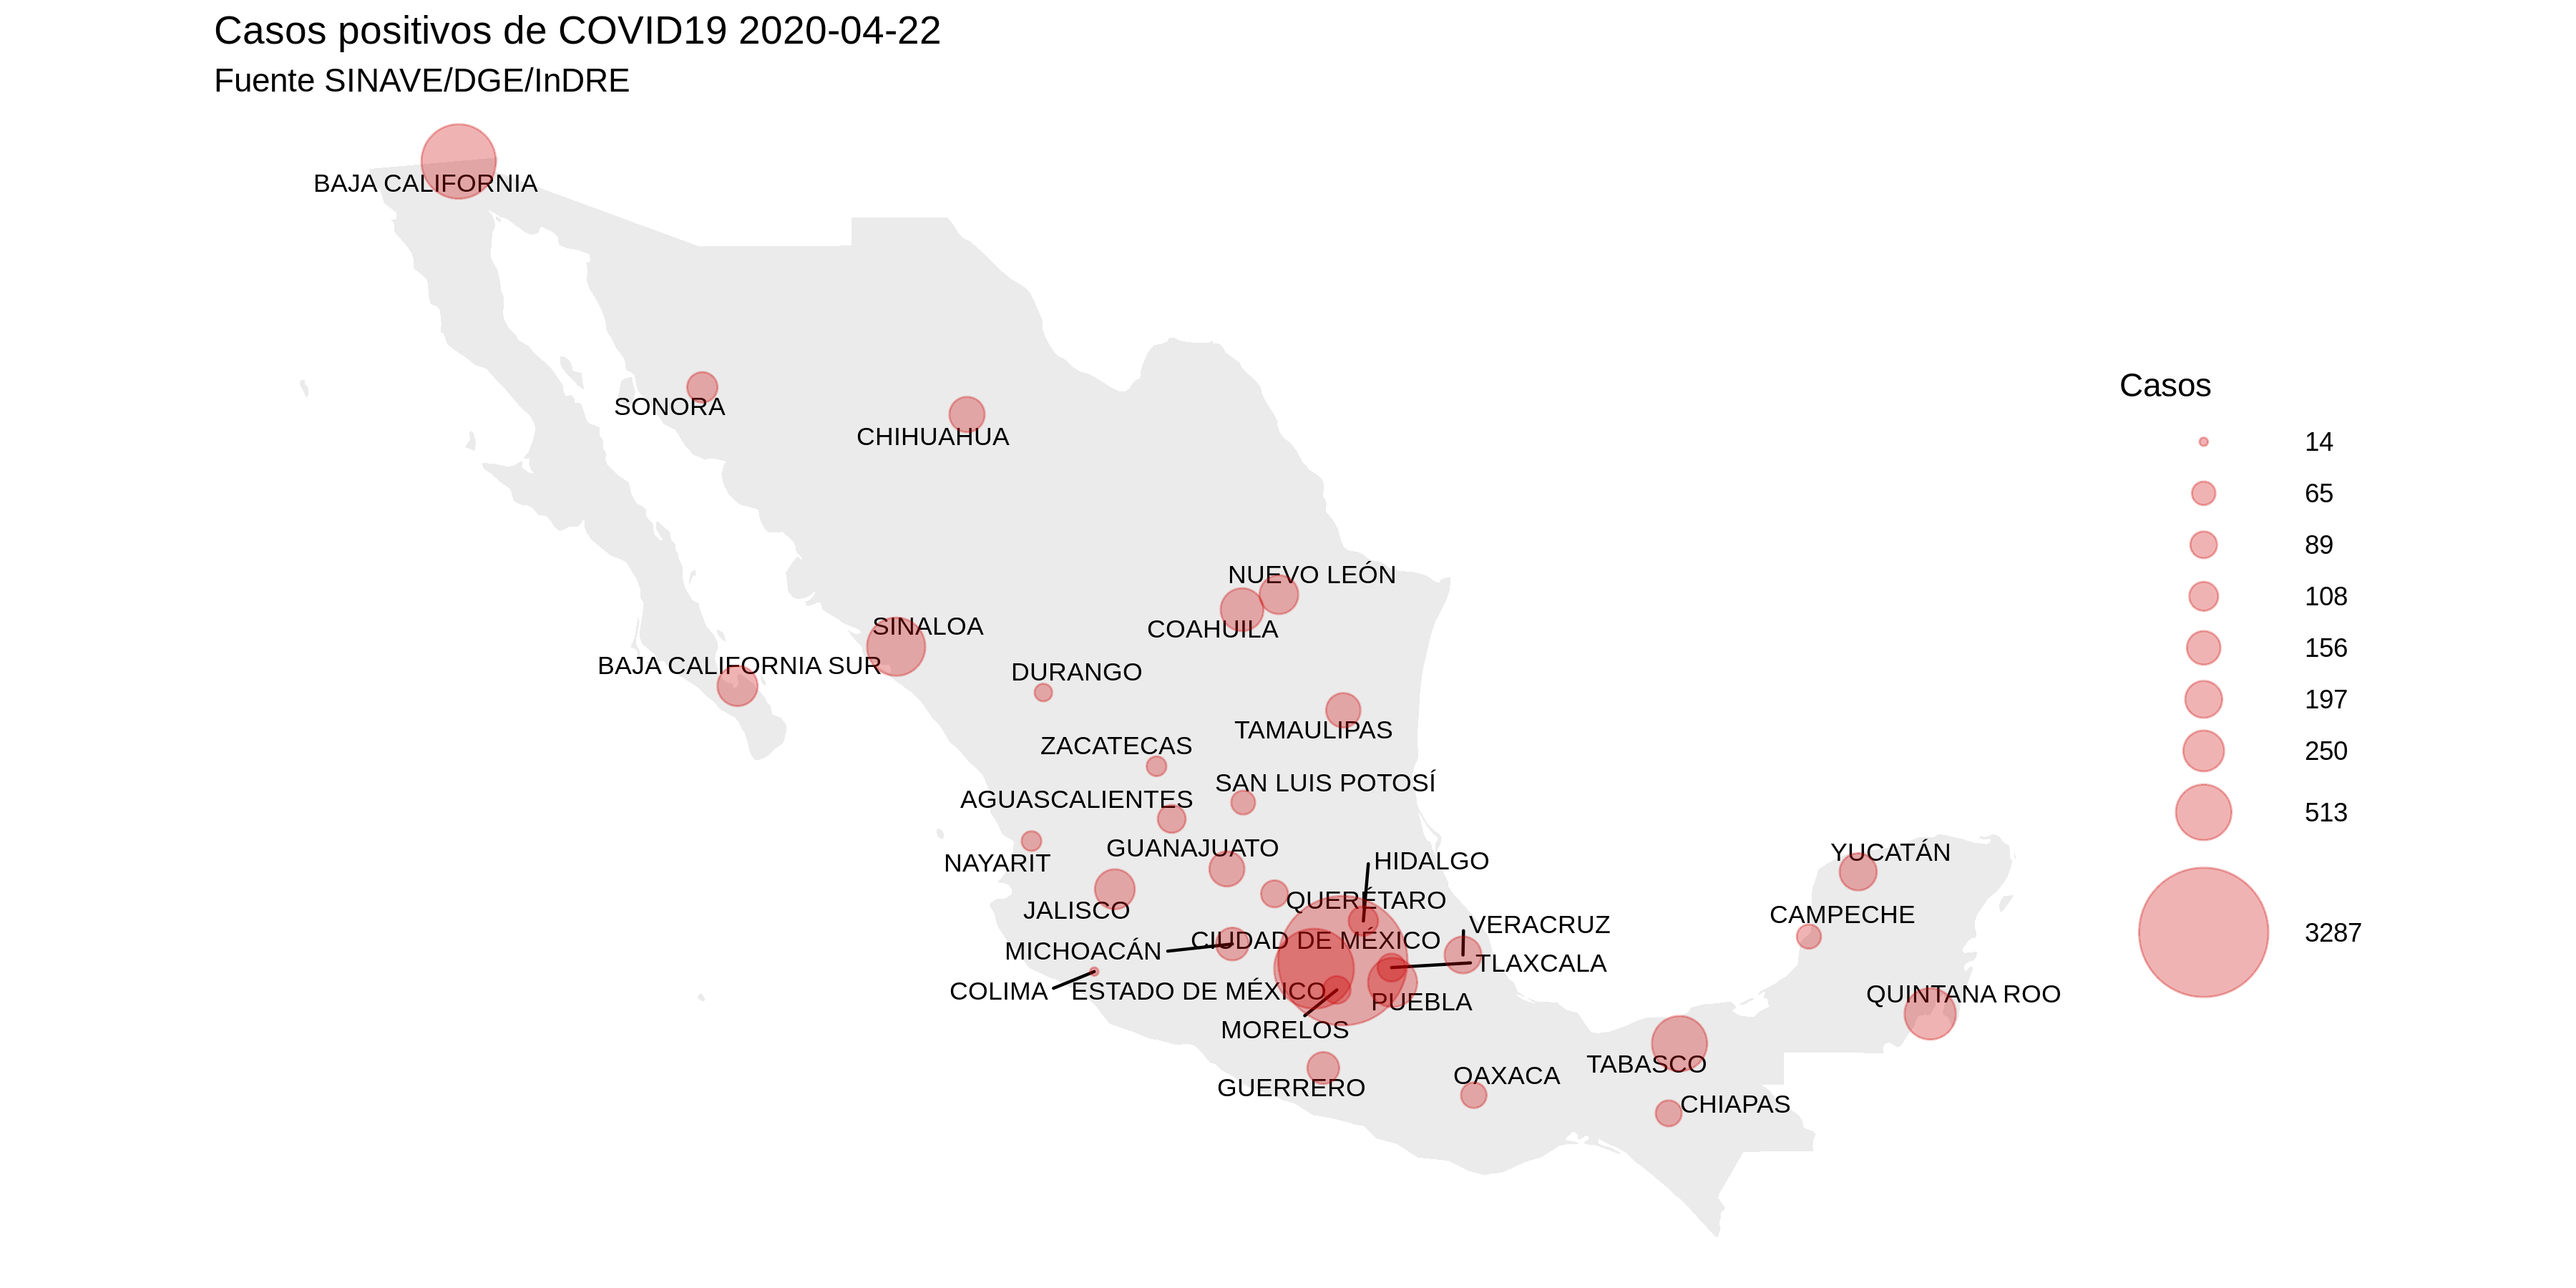 Casos positivos de COVID19 2020-04-22
Fuente SINAVE/DGE/InDRE
BAJA CALIFORNIA
SONORA
CHIHUAHUA
NUEVO LEÓN
COAHUILA
SINALOA
BAJA CALIFORNIA SUR
DURANGO
TAMAULIPAS
ZACATECAS
SAN LUIS POTOSÍ
AGUASCALIENTES
NAYARIT
GUANAJUATO
HIDALGO
JALISCO
QUERÉTARO
VERACRUZ
MICHOACÁN
CIUDAD DE MÉXICO
TLAXCALA
COLIMA
ESTADO DE MÉXICO
PUEBLA
MORELOS
GUERRERO
OAXACA
TABASCO
CHIAPAS
YUCATÁN
CAMPECHE
QUINTANA ROO
Casos
14
65
89
108
156
197
250
513
3287